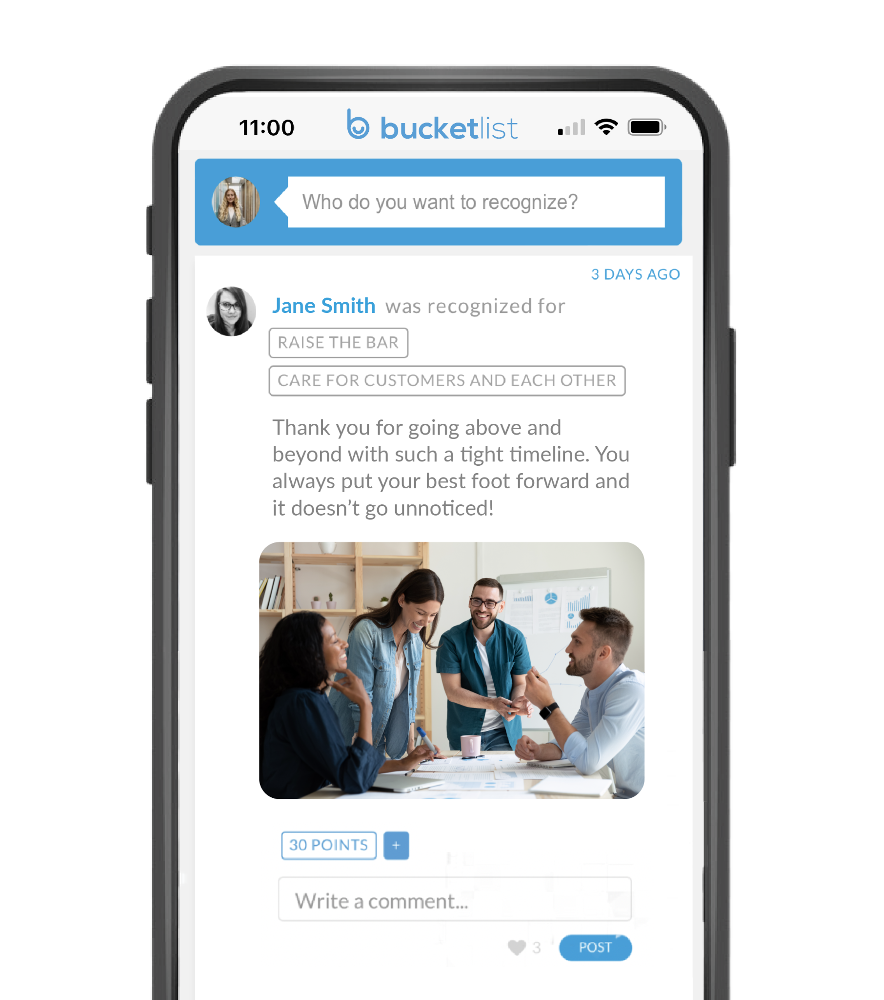 11:00
bucketlist
Who do you want to recognize?
3 DAYS AGO
Jane Smith was recognized for
RAISE THE BAR
CARE FOR CUSTOMERS AND EACH OTHER
Thank you for going above and
beyond with such a tight timeline. You
always put your best foot forward and
it doesn’t go unnoticed!
30 POINTS +
Write a comment...
3 POST